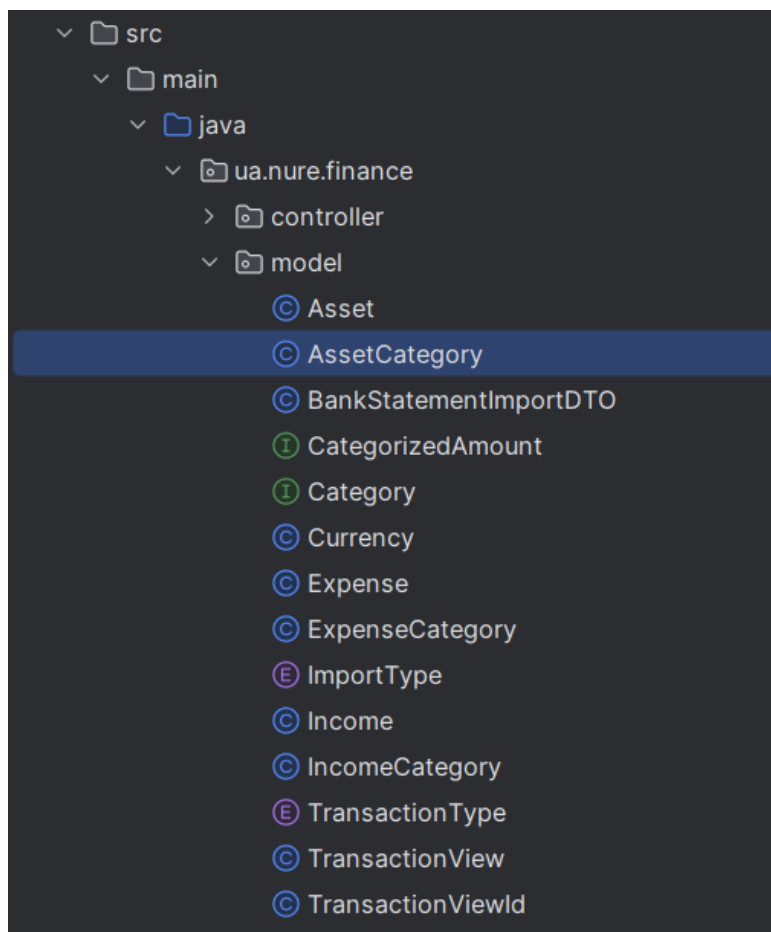 src
main
java
ua.nure.finance
controller
model
C Asset
C AssetCategory
C BankStatementImportDTO
I CategorizedAmount
I Category
C Currency
C Expense
C ExpenseCategory
E ImportType
C Income
C IncomeCategory
E TransactionType
C TransactionView
C TransactionViewId